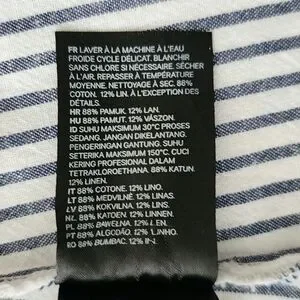 FR LAVER À LA MACHINE À L'EAU
FROIDE CYCLE DÉLICAT. BLANCHIR
SANS CHLORE SI NÉCESSAIRE. SÉCHER
À L'AIR. REPASSER À TEMPÉRATURE
MOYENNE. NETTOYAGE À SEC. 88%
COTON. 12% LIN. À L'EXCEPTION DES
DÉTAILS.
HR 88% PAMUK. 12% LAN.
HU 88% PAMUT. 12% VÁSZON.
ID SUHU MAKSIMUM 30°C PROSES
SEDANG. JANGAN DIKELANTANG.
PENGERINGAN GANTUNG. SUHU
SETERIKA MAKSIMUM 150°C. CUCI
KERING PROFESIONAL DALAM
TETRAKLOROETHANA. 88% KATUN.
12% LINEN.
IT 88% COTONE. 12% LINO.
LT 88% MEDVILNĖ. 12% LINAS.
LV 88% KOKVILNA. 12% LINS.
NL 88% KATOEN. 12% LINNEN.
PL 88% BAWEŁNA. 12% LEN.
PT 88% ALGODÃO. 12% LINHO.
RO 88% BUMBAC. 12% IN.